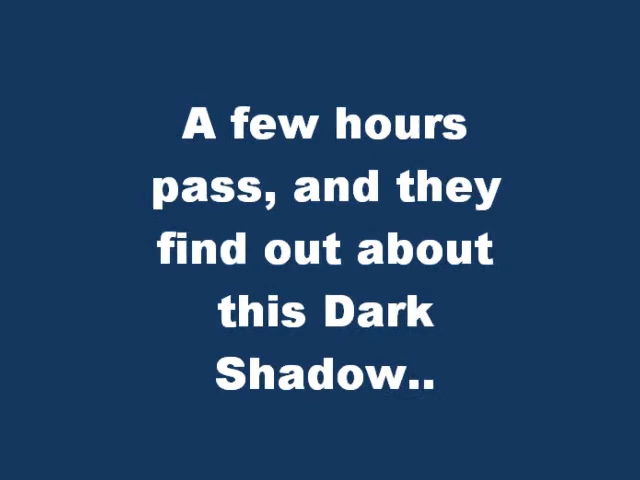 A few hours
pass, and they
find out about
this Dark
Shadow..